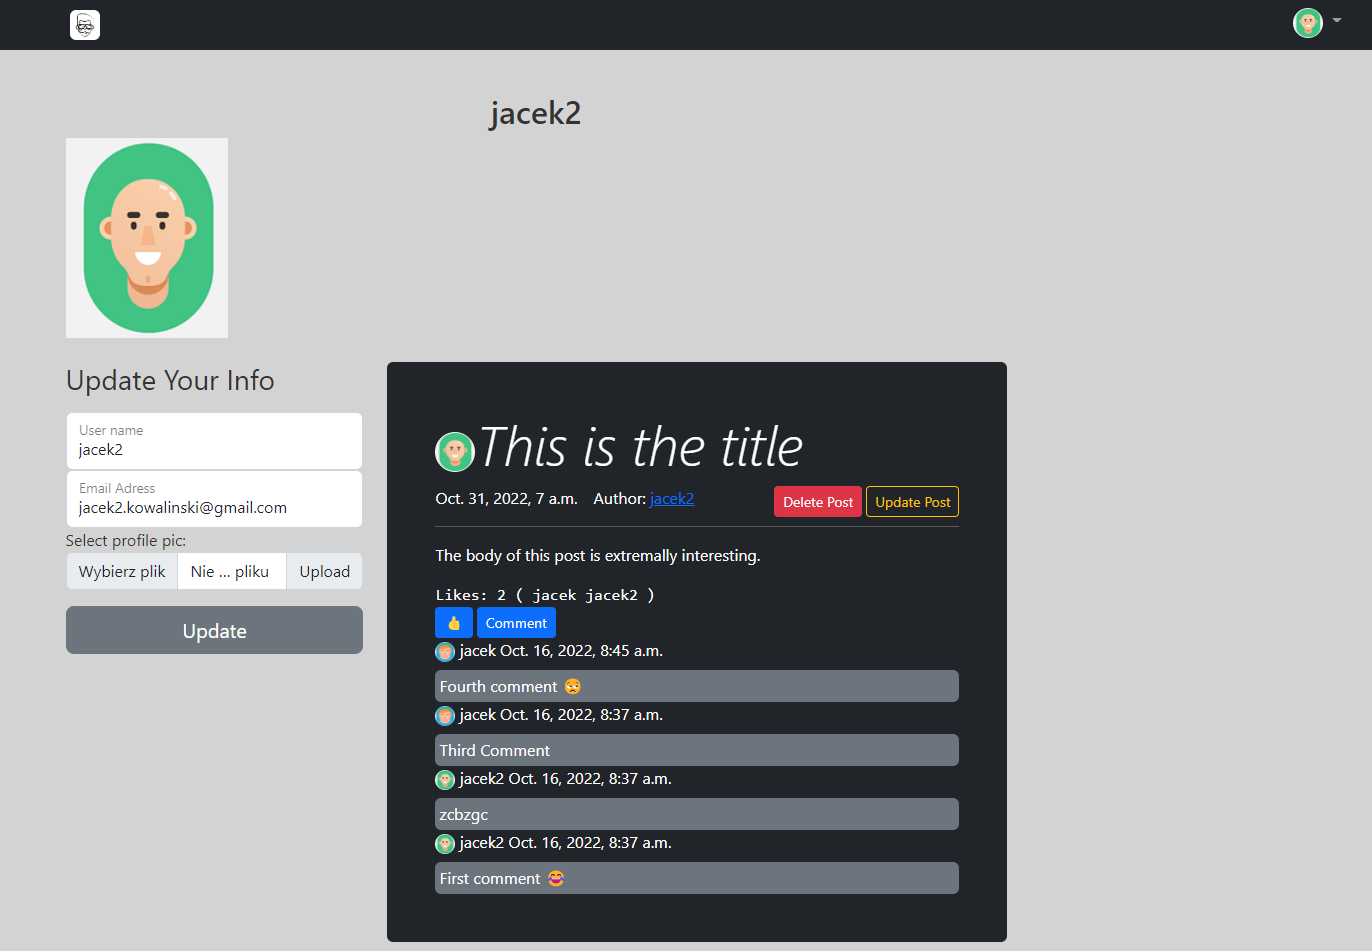 jacek2
Update Your Info
User name
jacek2
Email Adress
jacek2.kowalinski@gmail.com
Select profile pic:
Wybierz plik Nie ... pliku Upload
Update
This is the title
Oct. 31, 2022, 7 a.m. Author: jacek2 Delete Post Update Post
The body of this post is extremally interesting.
Likes: 2 ( jacek jacek2 )
👍 Comment
jacek Oct. 16, 2022, 8:45 a.m.
Fourth comment 😒
jacek Oct. 16, 2022, 8:37 a.m.
Third Comment
jacek2 Oct. 16, 2022, 8:37 a.m.
zcbzgc
jacek2 Oct. 16, 2022, 8:37 a.m.
First comment 😂